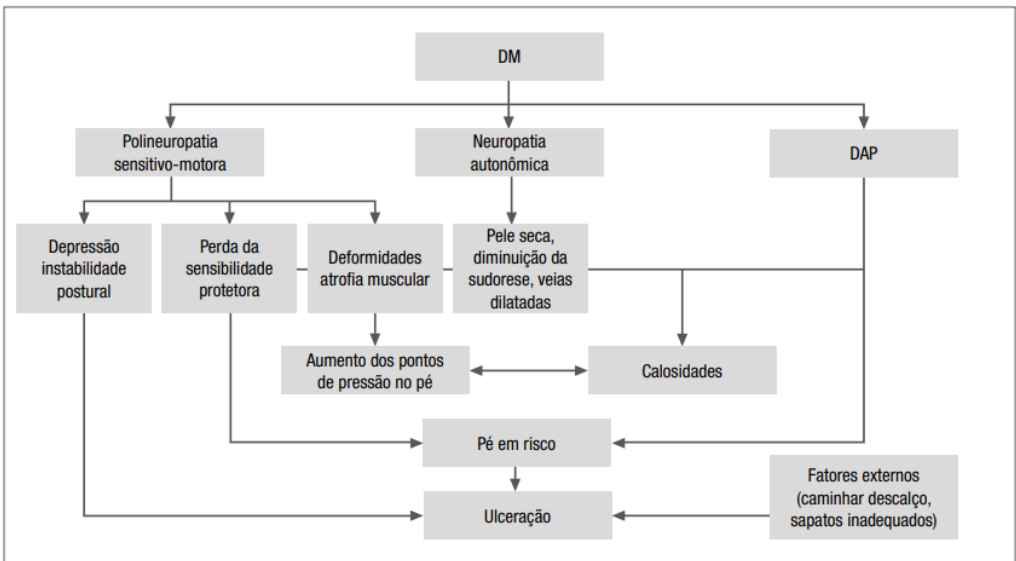 DM
Polineuropatia
sensitivo-motora
Neuropatia
autonômica
DAP
Depressão
instabilidade
postural
Perda da
sensibilidade
protetora
Deformidades
atrofia muscular
Pele seca,
diminuição da
sudorese, veias
dilatadas
Aumento dos pontos
de pressão no pé
Calosidades
Pé em risco
Fatores externos
(caminhar descalço,
sapatos inadequados)
Ulceração